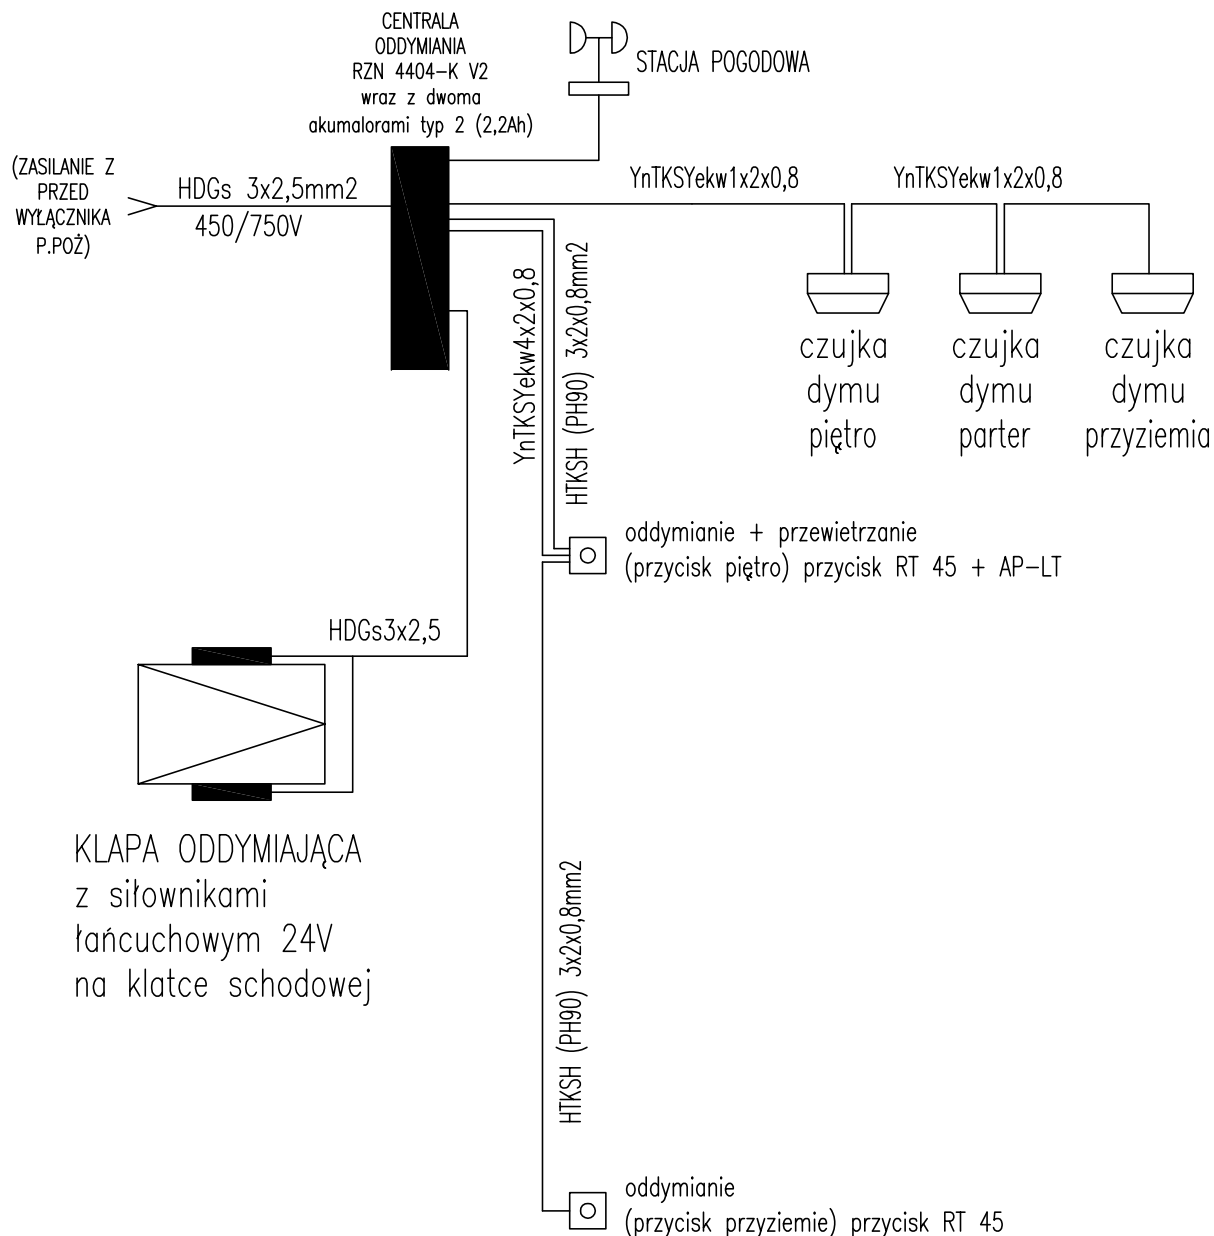 CENTRALA
ODDYMIANIA
RZN 4404-K V2
wraz z dwoma
akumalorami typ 2 (2,2Ah)
STACJA POGODOWA
(ZASILANIE Z
PRZED
WYŁĄCZNIKA
P.POŻ)
HDGs 3x2,5mm2
450/750V
YnTKSYekw1x2x0,8
YnTKSYekw1x2x0,8
YnTKSYekw4x2x0,8
HTKSH (PH90) 3x2x0,8mm2
czujka
dymu
piętro
czujka
dymu
parter
czujka
dymu
przyziemia
oddymianie + przewietrzanie
(przycisk piętro) przycisk RT 45 + AP-LT
HDGs3x2,5
KLAPA ODDYMIAJĄCA
z siłownikami
łańcuchowym 24V
na klatce schodowej
HTKSH (PH90) 3x2x0,8mm2
oddymianie
(przycisk przyziemie) przycisk RT 45